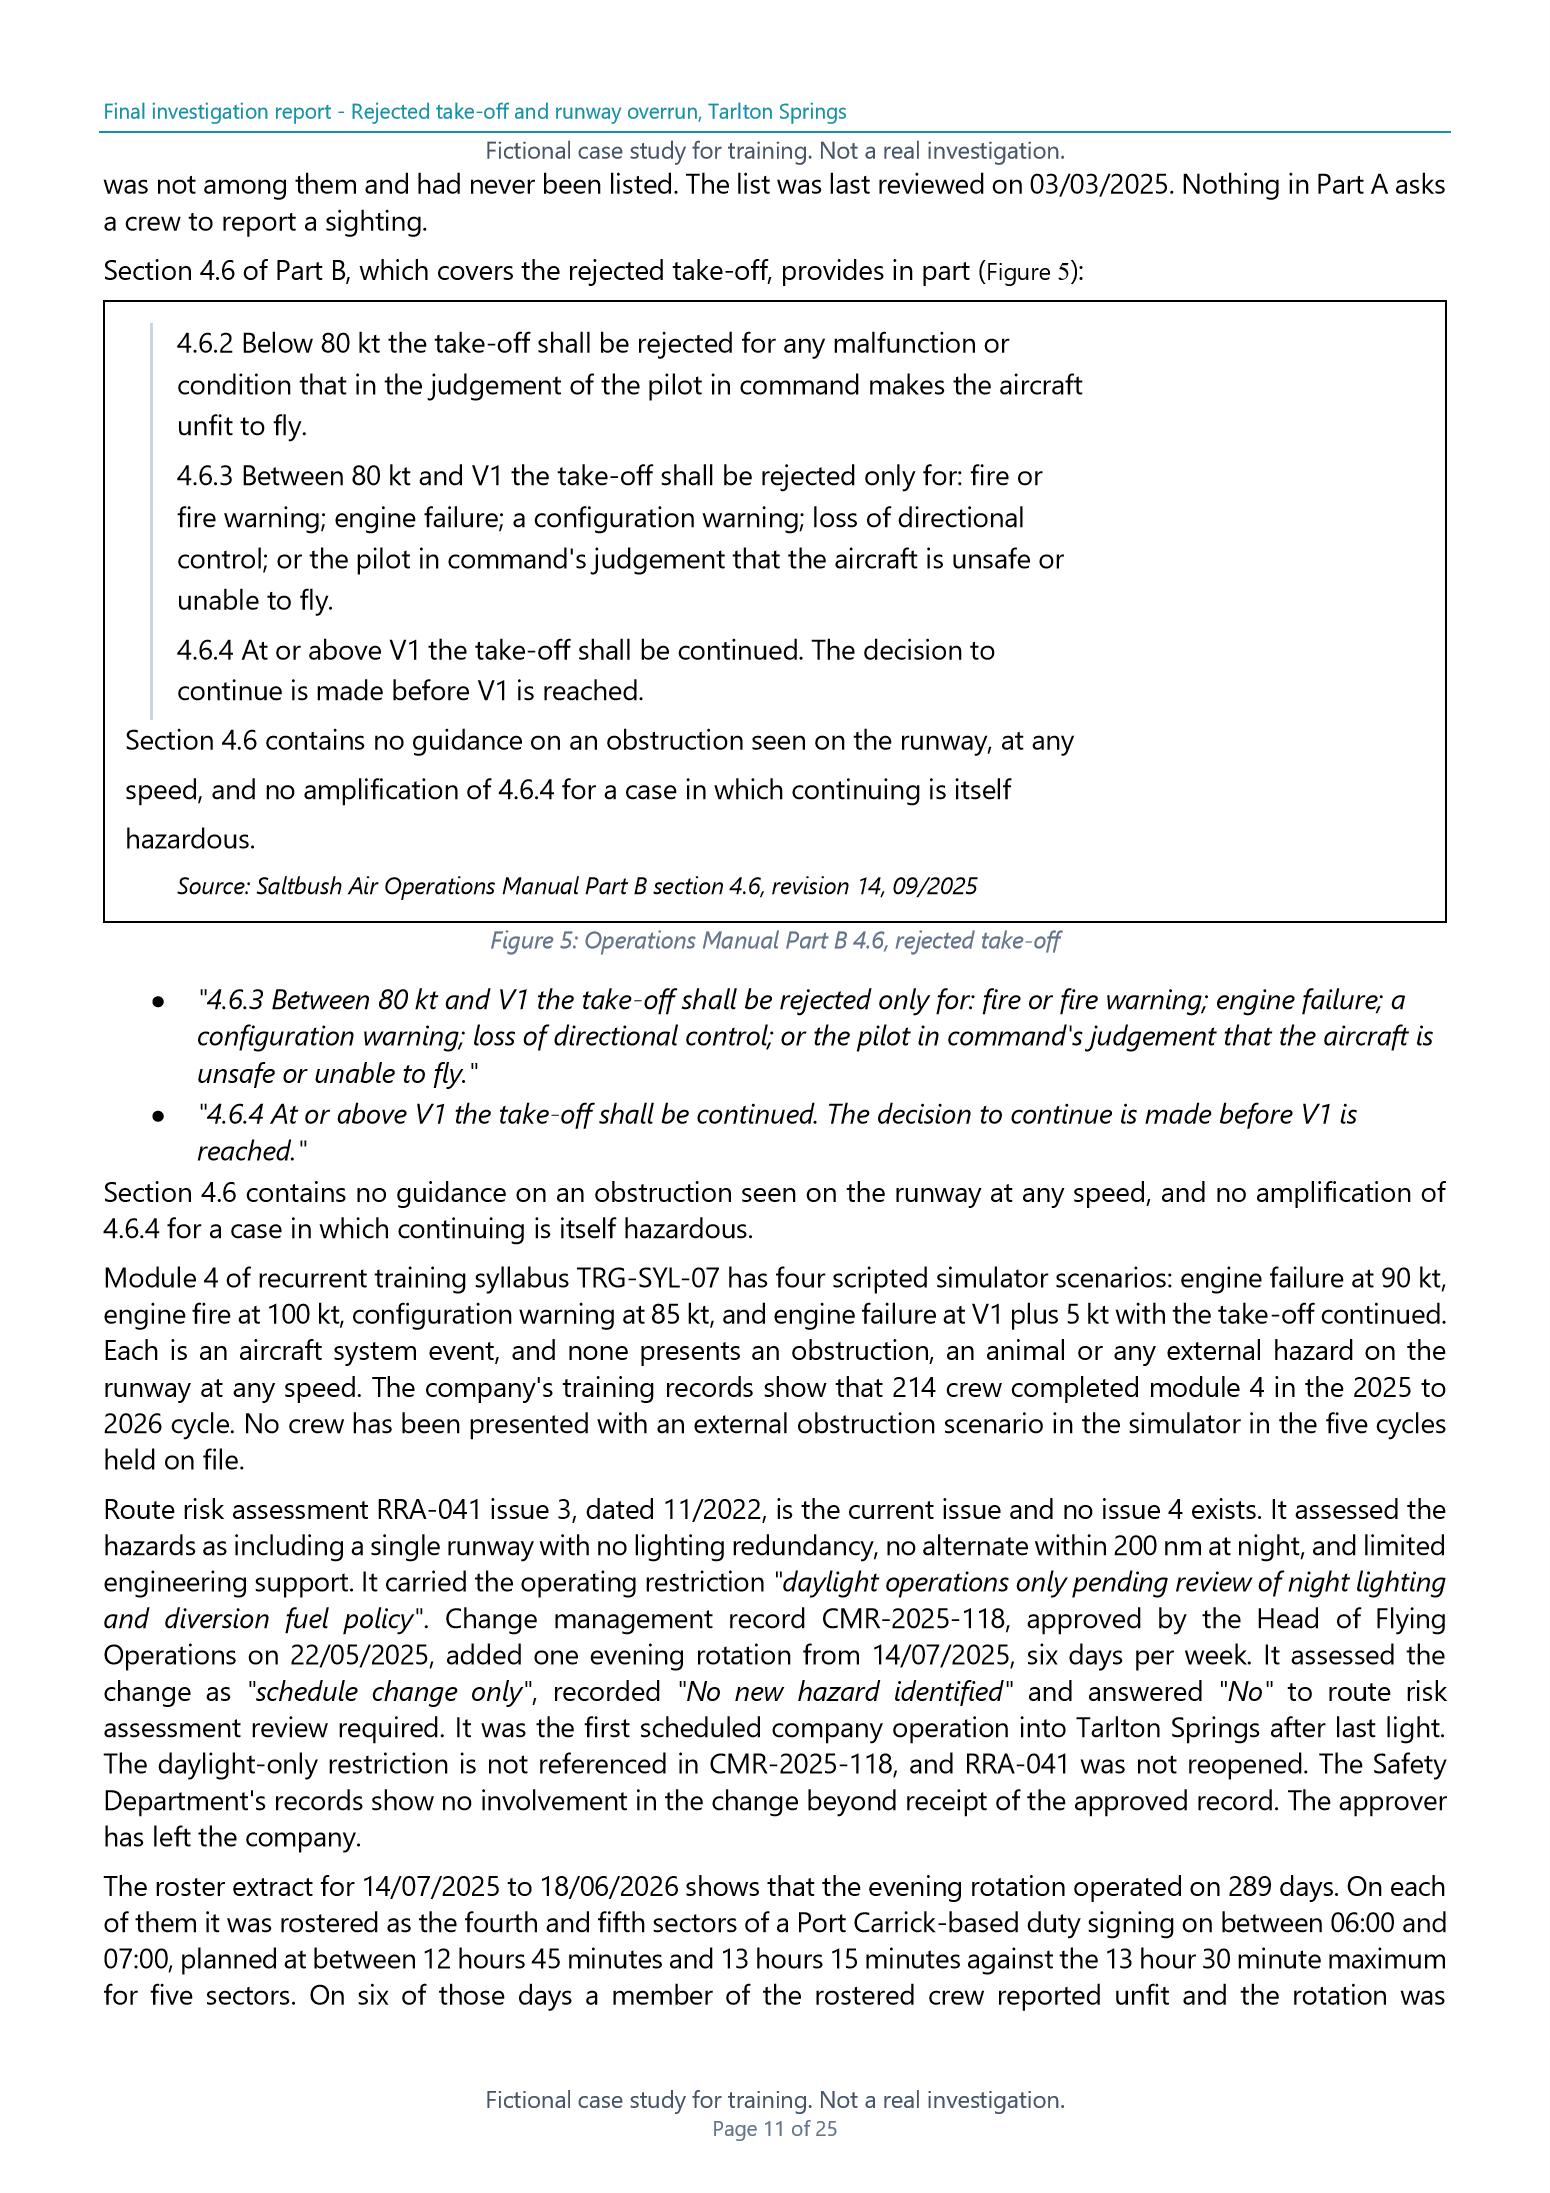 Final investigation report - Rejected take-off and runway overrun, Tarlton Springs
Fictional case study for training. Not a real investigation.
was not among them and had never been listed. The list was last reviewed on 03/03/2025. Nothing in Part A asks
a crew to report a sighting.
Section 4.6 of Part B, which covers the rejected take-off, provides in part (Figure 5):
4.6.2 Below 80 kt the take-off shall be rejected for any malfunction or
condition that in the judgement of the pilot in command makes the aircraft
unfit to fly.
4.6.3 Between 80 kt and V1 the take-off shall be rejected only for: fire or
fire warning; engine failure; a configuration warning; loss of directional
control; or the pilot in command's judgement that the aircraft is unsafe or
unable to fly.
4.6.4 At or above V1 the take-off shall be continued. The decision to
continue is made before V1 is reached.
Section 4.6 contains no guidance on an obstruction seen on the runway, at any
speed, and no amplification of 4.6.4 for a case in which continuing is itself
hazardous.
Source: Saltbush Air Operations Manual Part B section 4.6, revision 14, 09/2025
Figure 5: Operations Manual Part B 4.6, rejected take-off
● "4.6.3 Between 80 kt and V1 the take-off shall be rejected only for: fire or fire warning; engine failure; a
configuration warning; loss of directional control; or the pilot in command's judgement that the aircraft is
unsafe or unable to fly."
● "4.6.4 At or above V1 the take-off shall be continued. The decision to continue is made before V1 is
reached."
Section 4.6 contains no guidance on an obstruction seen on the runway at any speed, and no amplification of
4.6.4 for a case in which continuing is itself hazardous.
Module 4 of recurrent training syllabus TRG-SYL-07 has four scripted simulator scenarios: engine failure at 90 kt,
engine fire at 100 kt, configuration warning at 85 kt, and engine failure at V1 plus 5 kt with the take-off continued.
Each is an aircraft system event, and none presents an obstruction, an animal or any external hazard on the
runway at any speed. The company's training records show that 214 crew completed module 4 in the 2025 to
2026 cycle. No crew has been presented with an external obstruction scenario in the simulator in the five cycles
held on file.
Route risk assessment RRA-041 issue 3, dated 11/2022, is the current issue and no issue 4 exists. It assessed the
hazards as including a single runway with no lighting redundancy, no alternate within 200 nm at night, and limited
engineering support. It carried the operating restriction "daylight operations only pending review of night lighting
and diversion fuel policy". Change management record CMR-2025-118, approved by the Head of Flying
Operations on 22/05/2025, added one evening rotation from 14/07/2025, six days per week. It assessed the
change as "schedule change only", recorded "No new hazard identified" and answered "No" to route risk
assessment review required. It was the first scheduled company operation into Tarlton Springs after last light.
The daylight-only restriction is not referenced in CMR-2025-118, and RRA-041 was not reopened. The Safety
Department's records show no involvement in the change beyond receipt of the approved record. The approver
has left the company.
The roster extract for 14/07/2025 to 18/06/2026 shows that the evening rotation operated on 289 days. On each
of them it was rostered as the fourth and fifth sectors of a Port Carrick-based duty signing on between 06:00 and
07:00, planned at between 12 hours 45 minutes and 13 hours 15 minutes against the 13 hour 30 minute maximum
for five sectors. On six of those days a member of the rostered crew reported unfit and the rotation was
Fictional case study for training. Not a real investigation.
Page 11 of 25